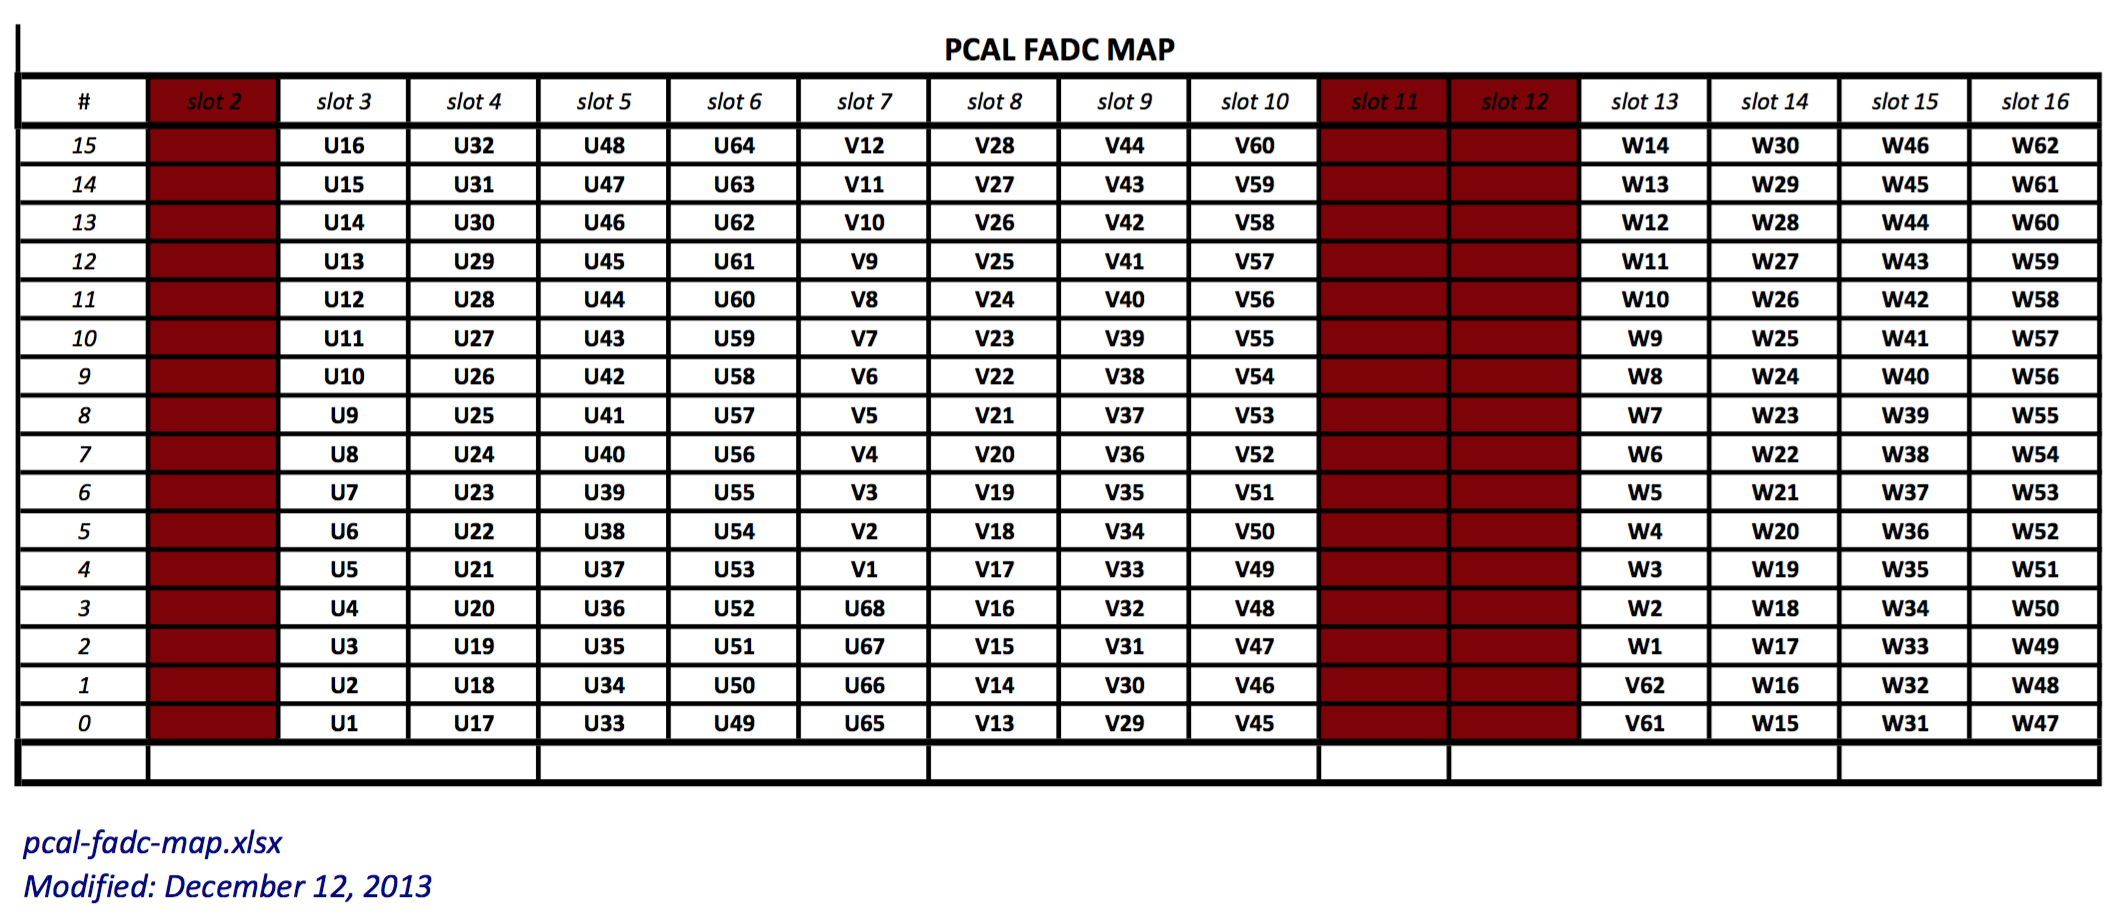 PCAL FADC MAP
# slot 2 slot 3 slot 4 slot 5 slot 6 slot 7 slot 8 slot 9 slot 10 slot 11 slot 12 slot 13 slot 14 slot 15 slot 16
15 U16 U32 U48 U64 V12 V28 V44 V60 W14 W30 W46 W62
14 U15 U31 U47 U63 V11 V27 V43 V59 W13 W29 W45 W61
13 U14 U30 U46 U62 V10 V26 V42 V58 W12 W28 W44 W60
12 U13 U29 U45 U61 V9 V25 V41 V57 W11 W27 W43 W59
11 U12 U28 U44 U60 V8 V24 V40 V56 W10 W26 W42 W58
10 U11 U27 U43 U59 V7 V23 V39 V55 W9 W25 W41 W57
9 U10 U26 U42 U58 V6 V22 V38 V54 W8 W24 W40 W56
8 U9 U25 U41 U57 V5 V21 V37 V53 W7 W23 W39 W55
7 U8 U24 U40 U56 V4 V20 V36 V52 W6 W22 W38 W54
6 U7 U23 U39 U55 V3 V19 V35 V51 W5 W21 W37 W53
5 U6 U22 U38 U54 V2 V18 V34 V50 W4 W20 W36 W52
4 U5 U21 U37 U53 V1 V17 V33 V49 W3 W19 W35 W51
3 U4 U20 U36 U52 U68 V16 V32 V48 W2 W18 W34 W50
2 U3 U19 U35 U51 U67 V15 V31 V47 W1 W17 W33 W49
1 U2 U18 U34 U50 U66 V14 V30 V46 V62 W16 W32 W48
0 U1 U17 U33 U49 U65 V13 V29 V45 V61 W15 W31 W47
pcal-fadc-map.xlsx
Modified: December 12, 2013